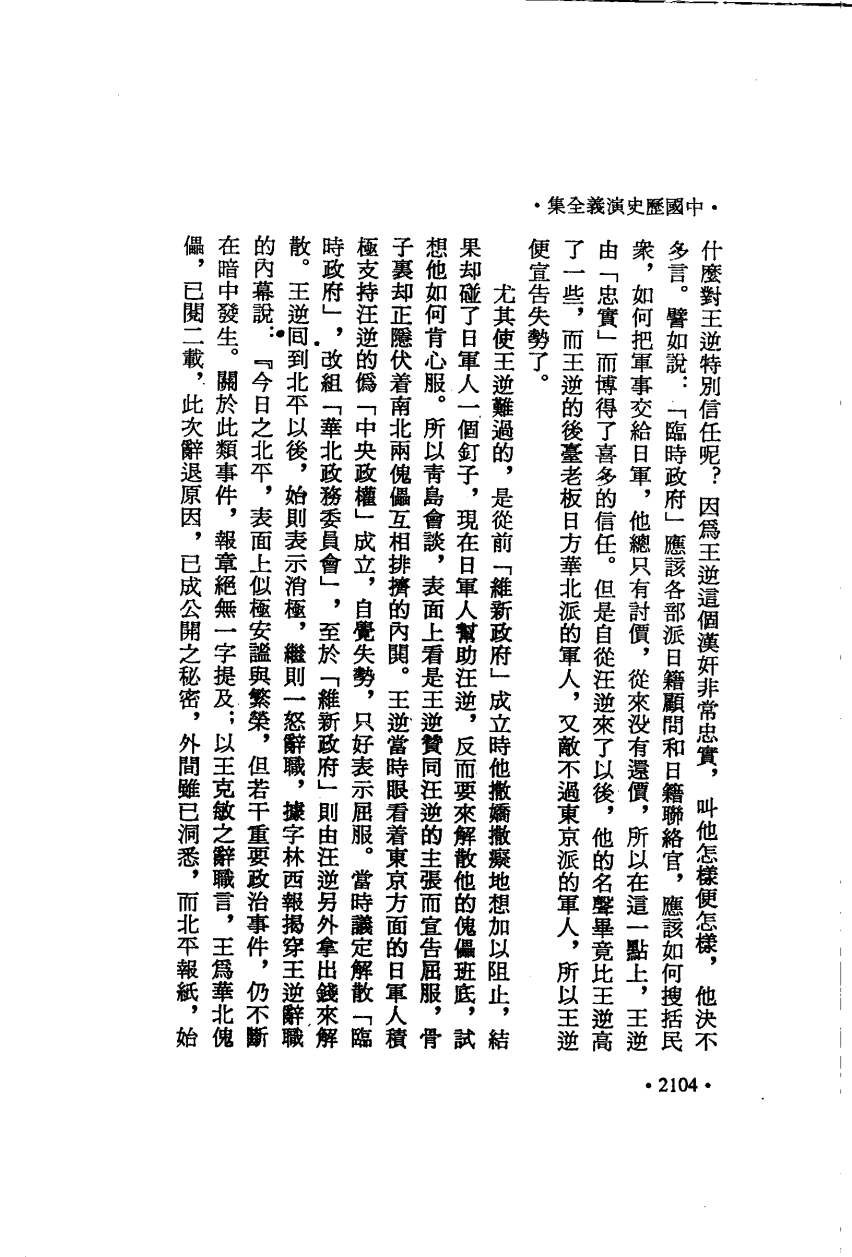 ·中國歷史演義全集·
什麼對王逆特別信任呢？因爲王逆這個漢奸非常忠實，叫他怎樣便怎樣，他決不
多言。譬如說：「臨時政府」應該各部派日籍顧問和日籍聯絡官，應該如何搜括民
衆，如何把軍事交給日軍，他總只有討價，從來没有還價，所以在這一點上，王逆
由「忠實」而博得了喜多的信任。但是自從汪逆來了以後，他的名聲畢竟比王逆高
了一些，而王逆的後臺老板日方華北派的軍人，又敵不過東京派的軍人，所以王逆
便宣告失勢了。
尤其使王逆難過的，是從前「維新政府」成立時他撒嬌撒癡地想加以阻止，結
果却碰了日軍人一個釘子，現在日軍人幫助汪逆，反而要來解散他的傀儡班底，試
想他如何肯心服。所以青島會談，表面上看是王逆贊同汪逆的主張而宣告屈服，骨
子裏却正隱伏着南北兩傀儡互相排擠的內鬨。王逆當時眼看着東京方面的日軍人積
極支持汪逆的僞「中央政權」成立，自覺失勢，只好表示屈服。當時議定解散「臨
時政府」，改組「華北政務委員會」，至於「維新政府」則由汪逆另外拿出錢來解
散。王逆回到北平以後，始則表示消極，繼則一怒辭職，據字林西報揭穿王逆辭職
的內幕說：『今日之北平，表面上似極安謐與繁榮，但若干重要政治事件，仍不斷
在暗中發生。關於此類事件，報章絕無一字提及；以王克敏之辭職言，王爲華北傀
儡，已閱二載，此次辭退原因，已成公開之秘密，外間雖已洞悉，而北平報紙，始
·2104·